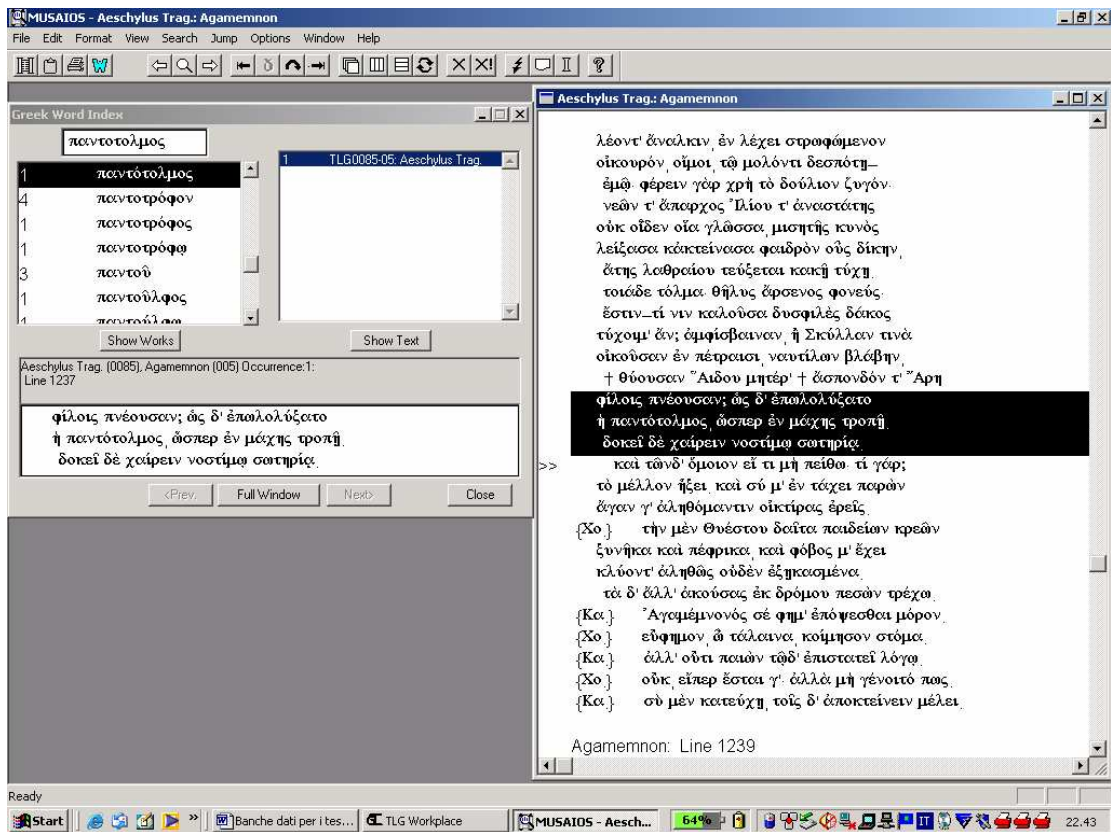 MUSAIOS - Aeschylus Trag.: Agamemnon
File Edit Format View Search Jump Options Window Help
Greek Word Index
παντοτολμος
1 παντότολμος
4 παντοτρόφον
1 παντοτρόφος
1 παντοτρόφῳ
3 παντοῦ
1 παντοῦλφος
1 παντούλφου
Show Works
1 TLG0085-05: Aeschylus Trag.
Show Text
Aeschylus Trag. (0085), Agamemnon (005) Occurrence:1:
Line 1237
φίλοις πνέουσαν; ὡς δ' ἐπωλολύξατο
ἡ παντότολμος, ὥσπερ ἐν μάχης τροπῇ.
δοκεῖ δὲ χαίρειν νοστίμῳ σωτηρίᾳ.
<Prev. Full Window Next> Close
Aeschylus Trag.: Agamemnon
λέοντ' ἄναλκιν ἐν λέχει στρωφώμενον
οἰκουρόν, οἴμοι, τῷ μολόντι δεσπότῃ_
ἐμῷ· φέρειν γὰρ χρὴ τὸ δούλιον ζυγόν·
νεῶν τ' ἄπαρχος Ἰλίου τ' ἀναστάτης
οὐκ οἶδεν οἵα γλῶσσα, μισητῆς κυνὸς
λείξασα κἀκτείνασα φαιδρὸν οὖς δίκην,
ἄτης λαθραίου τεύξεται κακῇ τύχῃ.
τοιάδε τόλμα· θῆλυς ἄρσενος φονεύς·
ἔστιν_τί νιν καλοῦσα δυσφιλὲς δάκος
τύχοιμ' ἄν; ἀμφίσβαιναν, ἢ Σκύλλαν τινὰ
οἰκοῦσαν ἐν πέτραισι, ναυτίλων βλάβην,
† θύουσαν Ἅιδου μητέρ' † ἄσπονδόν τ' Ἄρη
φίλοις πνέουσαν; ὡς δ' ἐπωλολύξατο
ἡ παντότολμος, ὥσπερ ἐν μάχης τροπῇ.
δοκεῖ δὲ χαίρειν νοστίμῳ σωτηρίᾳ.
>> καὶ τῶνδ' ὅμοιον εἴ τι μὴ πείθω· τί γάρ;
τὸ μέλλον ἥξει. καὶ σύ μ' ἐν τάχει παρὼν
ἄγαν γ' ἀληθόμαντιν οἰκτίρας ἐρεῖς.
{Χο.} τὴν μὲν Θυέστου δαῖτα παιδείων κρεῶν
ξυνῆκα καὶ πέφρικα, καὶ φόβος μ' ἔχει
κλύοντ' ἀληθῶς οὐδὲν ἐξῃκασμένα.
τὰ δ' ἄλλ' ἀκούσας ἐκ δρόμου πεσὼν τρέχω.
{Κα.} Ἀγαμέμνονός σέ φημ' ἐπόψεσθαι μόρον.
{Χο.} εὔφημον, ὦ τάλαινα, κοίμησον στόμα.
{Κα.} ἀλλ' οὔτι παιὼν τῷδ' ἐπιστατεῖ λόγῳ.
{Χο.} οὔκ, εἴπερ ἔσται γ'· ἀλλὰ μὴ γένοιτό πως.
{Κα.} σὺ μὲν κατεύχῃ, τοῖς δ' ἀποκτείνειν μέλει.
Agamemnon: Line 1239
Ready
Start Banche dati per i tes... TLG Workplace MUSAIOS - Aesch... 64% IT 22.43